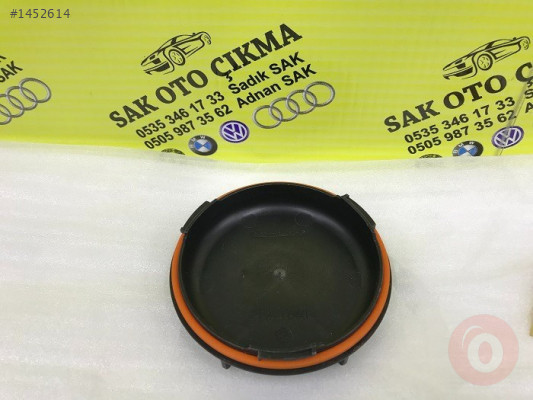 #1452614
SAK OTO ÇIKMA
Sadık SAK
0535 346 17 33
Adnan SAK
0505 987 35 62
SAK OTO
0535 346 17 33
0505 987 35 62